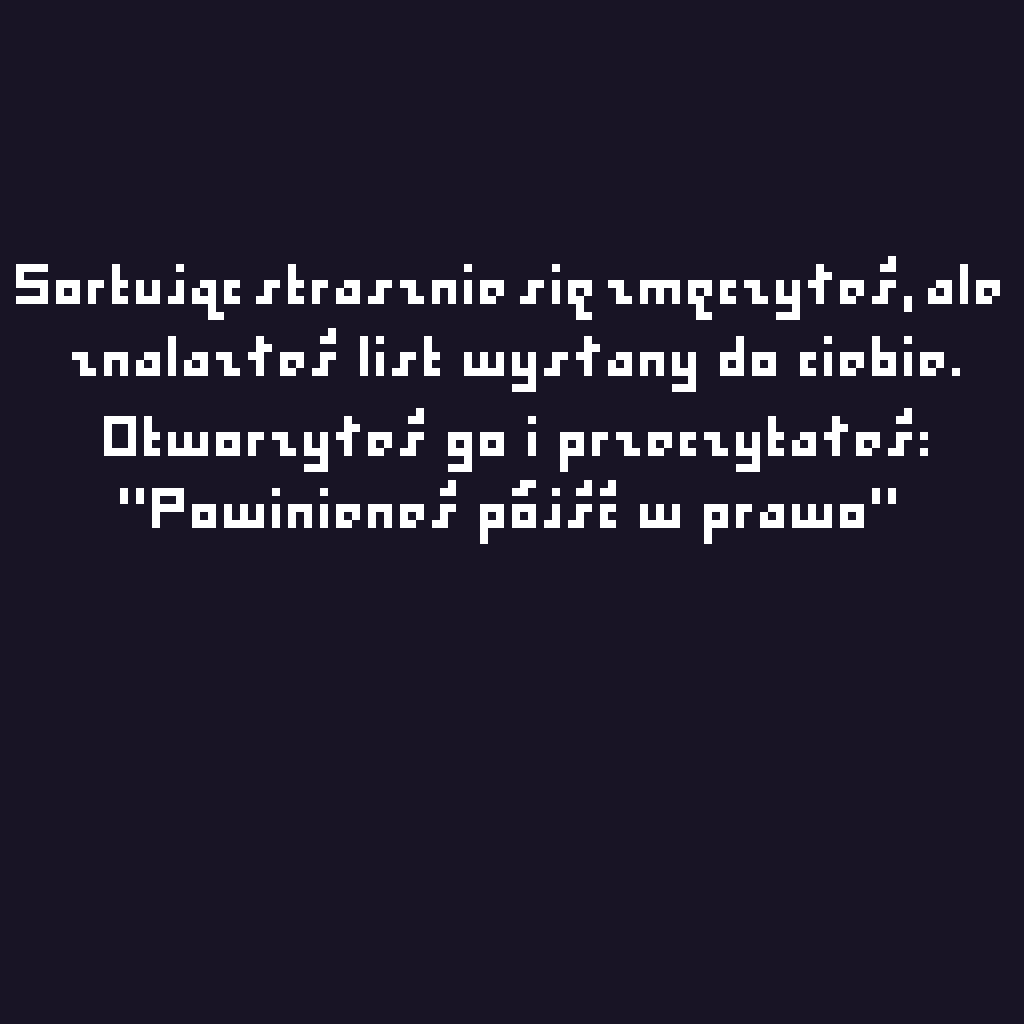 Sortując strasznie się zmęczyłeś, ale
znalazłeś list wysłany do ciebie.
Otworzyłeś go i przeczytałeś:
"Powinieneś pójść w prawo"